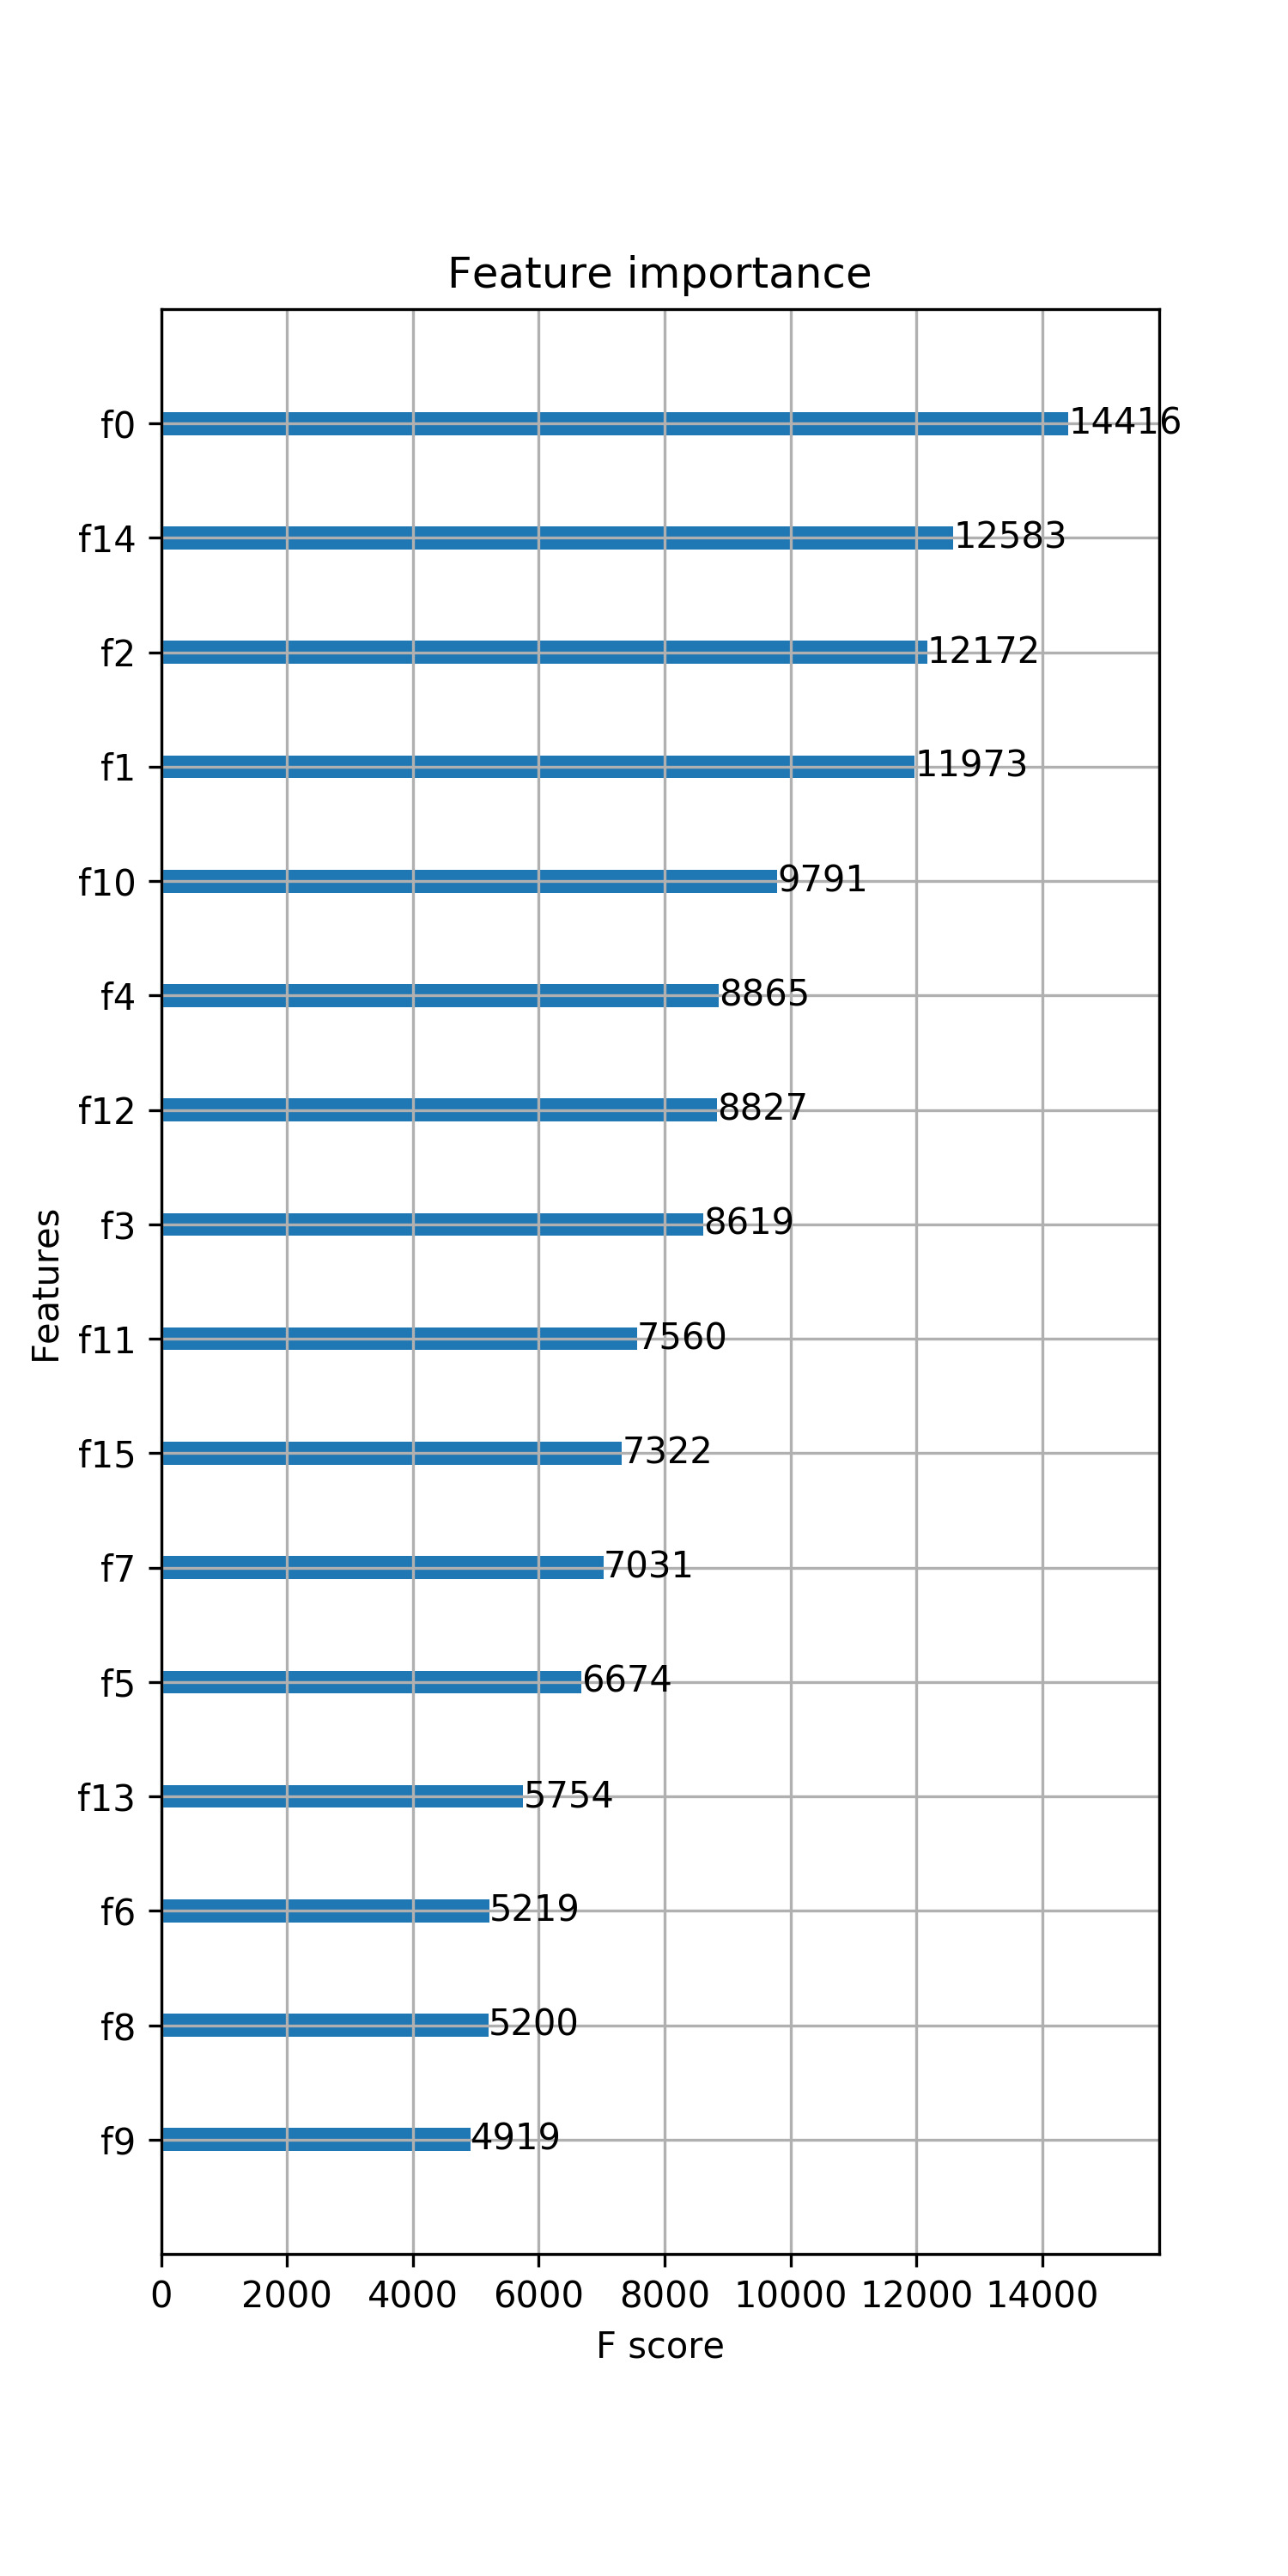 Feature importance
f0 14416
f14 12583
f2 12172
f1 11973
f10 9791
f4 8865
f12 8827
f3 8619
f11 7560
f15 7322
f7 7031
f5 6674
f13 5754
f6 5219
f8 5200
f9 4919
Features
0 2000 4000 6000 8000 10000 12000 14000
F score